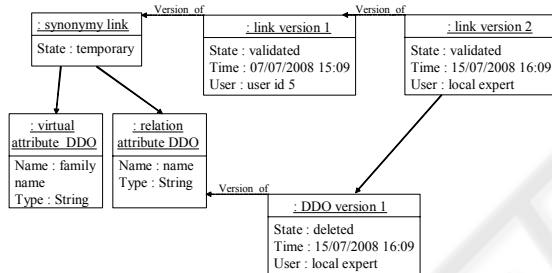 Version_of
Version_of
: synonymy link
State : temporary
: link version 1
State : validated
Time : 07/07/2008 15:09
User : user id 5
: link version 2
State : validated
Time : 15/07/2008 16:09
User : local expert
: virtual
attribute DDO
Name : family
name
Type : String
: relation
attribute DDO
Name : name
Type : String
Version_of
: DDO version 1
State : deleted
Time : 15/07/2008 16:09
User : local expert